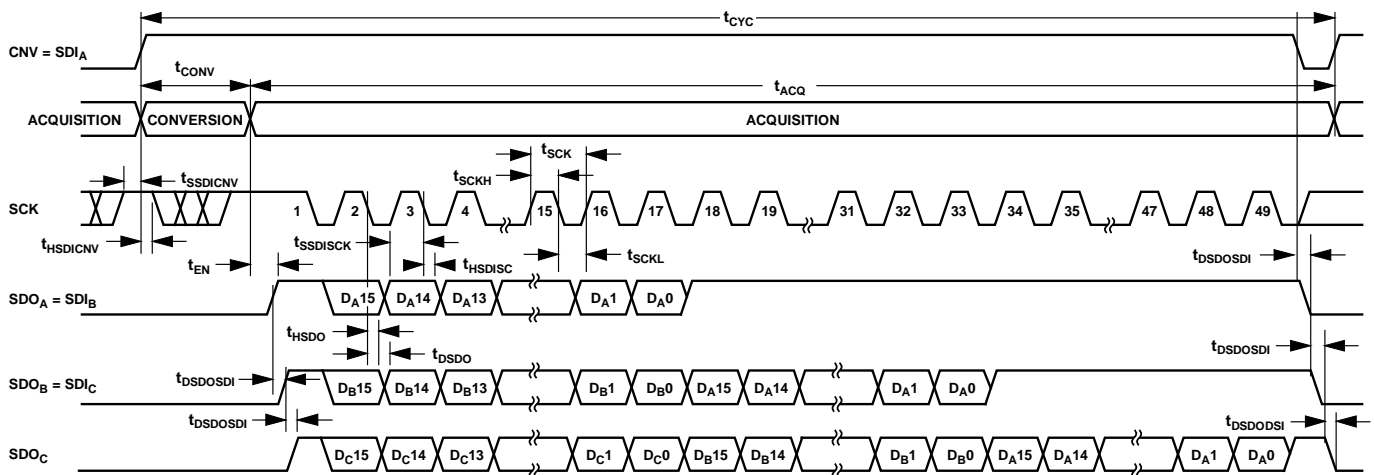 tCYC
CNV = SDIA
tCONV
tACQ
ACQUISITION CONVERSION ACQUISITION
tSCK
tSSDICNV
tSCKH
SCK
1 2 3 4 15 16 17 18 19 31 32 33 34 35 47 48 49
tHSDICNV
tSSDISCK
tHSDISC
tSCKL
tEN
tDSDOSDI
SDOA = SDIB
DA15 DA14 DA13 DA1 DA0
tHSDO
tDSDO
tDSDOSDI
tDSDOSDI
SDOB = SDIC
DB15 DB14 DB13 DB1 DB0 DA15 DA14 DA1 DA0
tDSDOSDI
tDSDODSI
SDOC
DC15 DC14 DC13 DC1 DC0 DB15 DB14 DB1 DB0 DA15 DA14 DA1 DA0